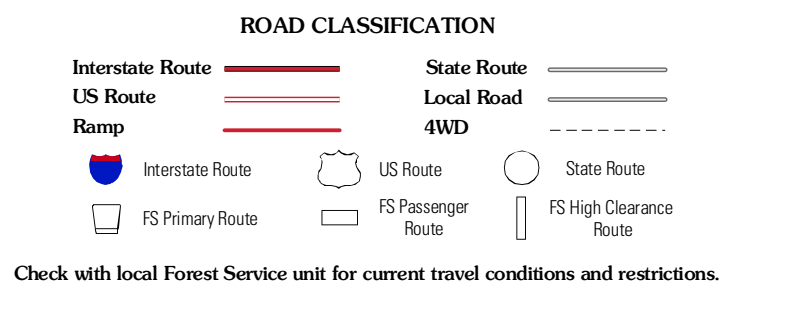 ROAD CLASSIFICATION
Interstate Route
State Route
US Route
Local Road
Ramp
4WD
Interstate Route
US Route
State Route
FS Primary Route
FS Passenger
Route
FS High Clearance
Route
Check with local Forest Service unit for current travel conditions and restrictions.